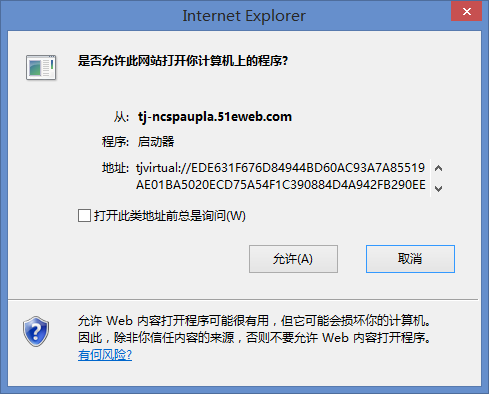 Internet Explorer
是否允许此网站打开你计算机上的程序?
从: tj-ncspaupla.51eweb.com
程序: 启动器
地址: tjvirtual://EDE631F676D84944BD60AC93A7A85519
AE01BA5020ECD75A54F1C390884D4A942FB290EE
打开此类地址前总是询问(W)
允许(A) 取消
允许 Web 内容打开程序可能很有用，但它可能会损坏你的计算机。
因此，除非你信任内容的来源，否则不要允许 Web 内容打开程序。
有何风险?